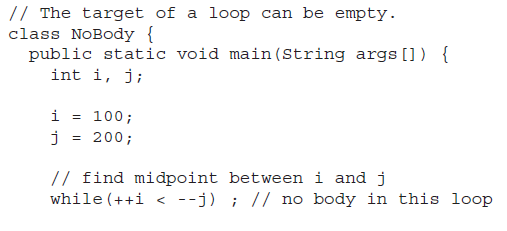 // The target of a loop can be empty.
class NoBody {
public static void main(String args[]) {
int i, j;
i = 100;
j = 200;
// find midpoint between i and j
while(++i < --j) ; // no body in this loop